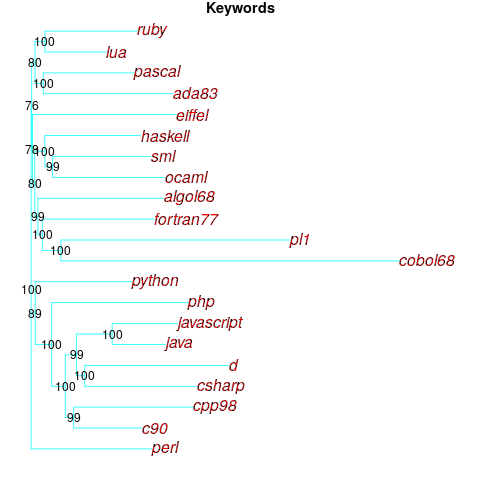 Keywords
ruby
100
lua
80
pascal
100
ada83
76
eiffel
haskell
78
100
sml
99
ocaml
80
algol68
99
fortran77
100
pl1
100
cobol68
python
100
php
89
javascript
100
java
100
99
d
100
csharp
100
cpp98
99
c90
perl